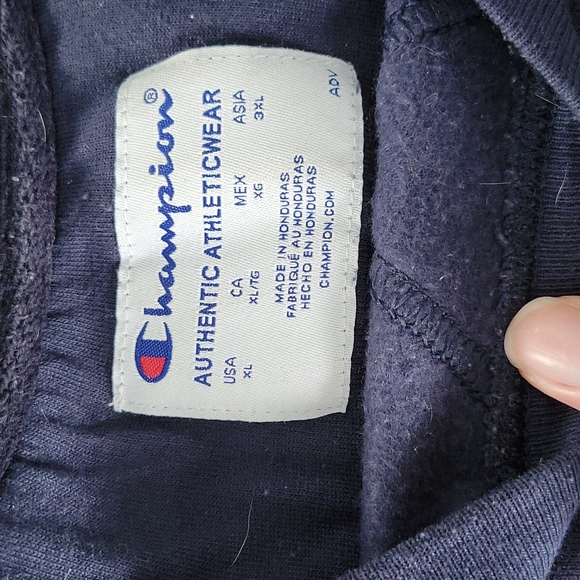 Champion®
AUTHENTIC ATHLETICWEAR
USA CA MEX ASIA
XL XL/TG XG 3XL
MADE IN HONDURAS
FABRIQUÉ AU HONDURAS
HECHO EN HONDURAS
CHAMPION.COM
ADV